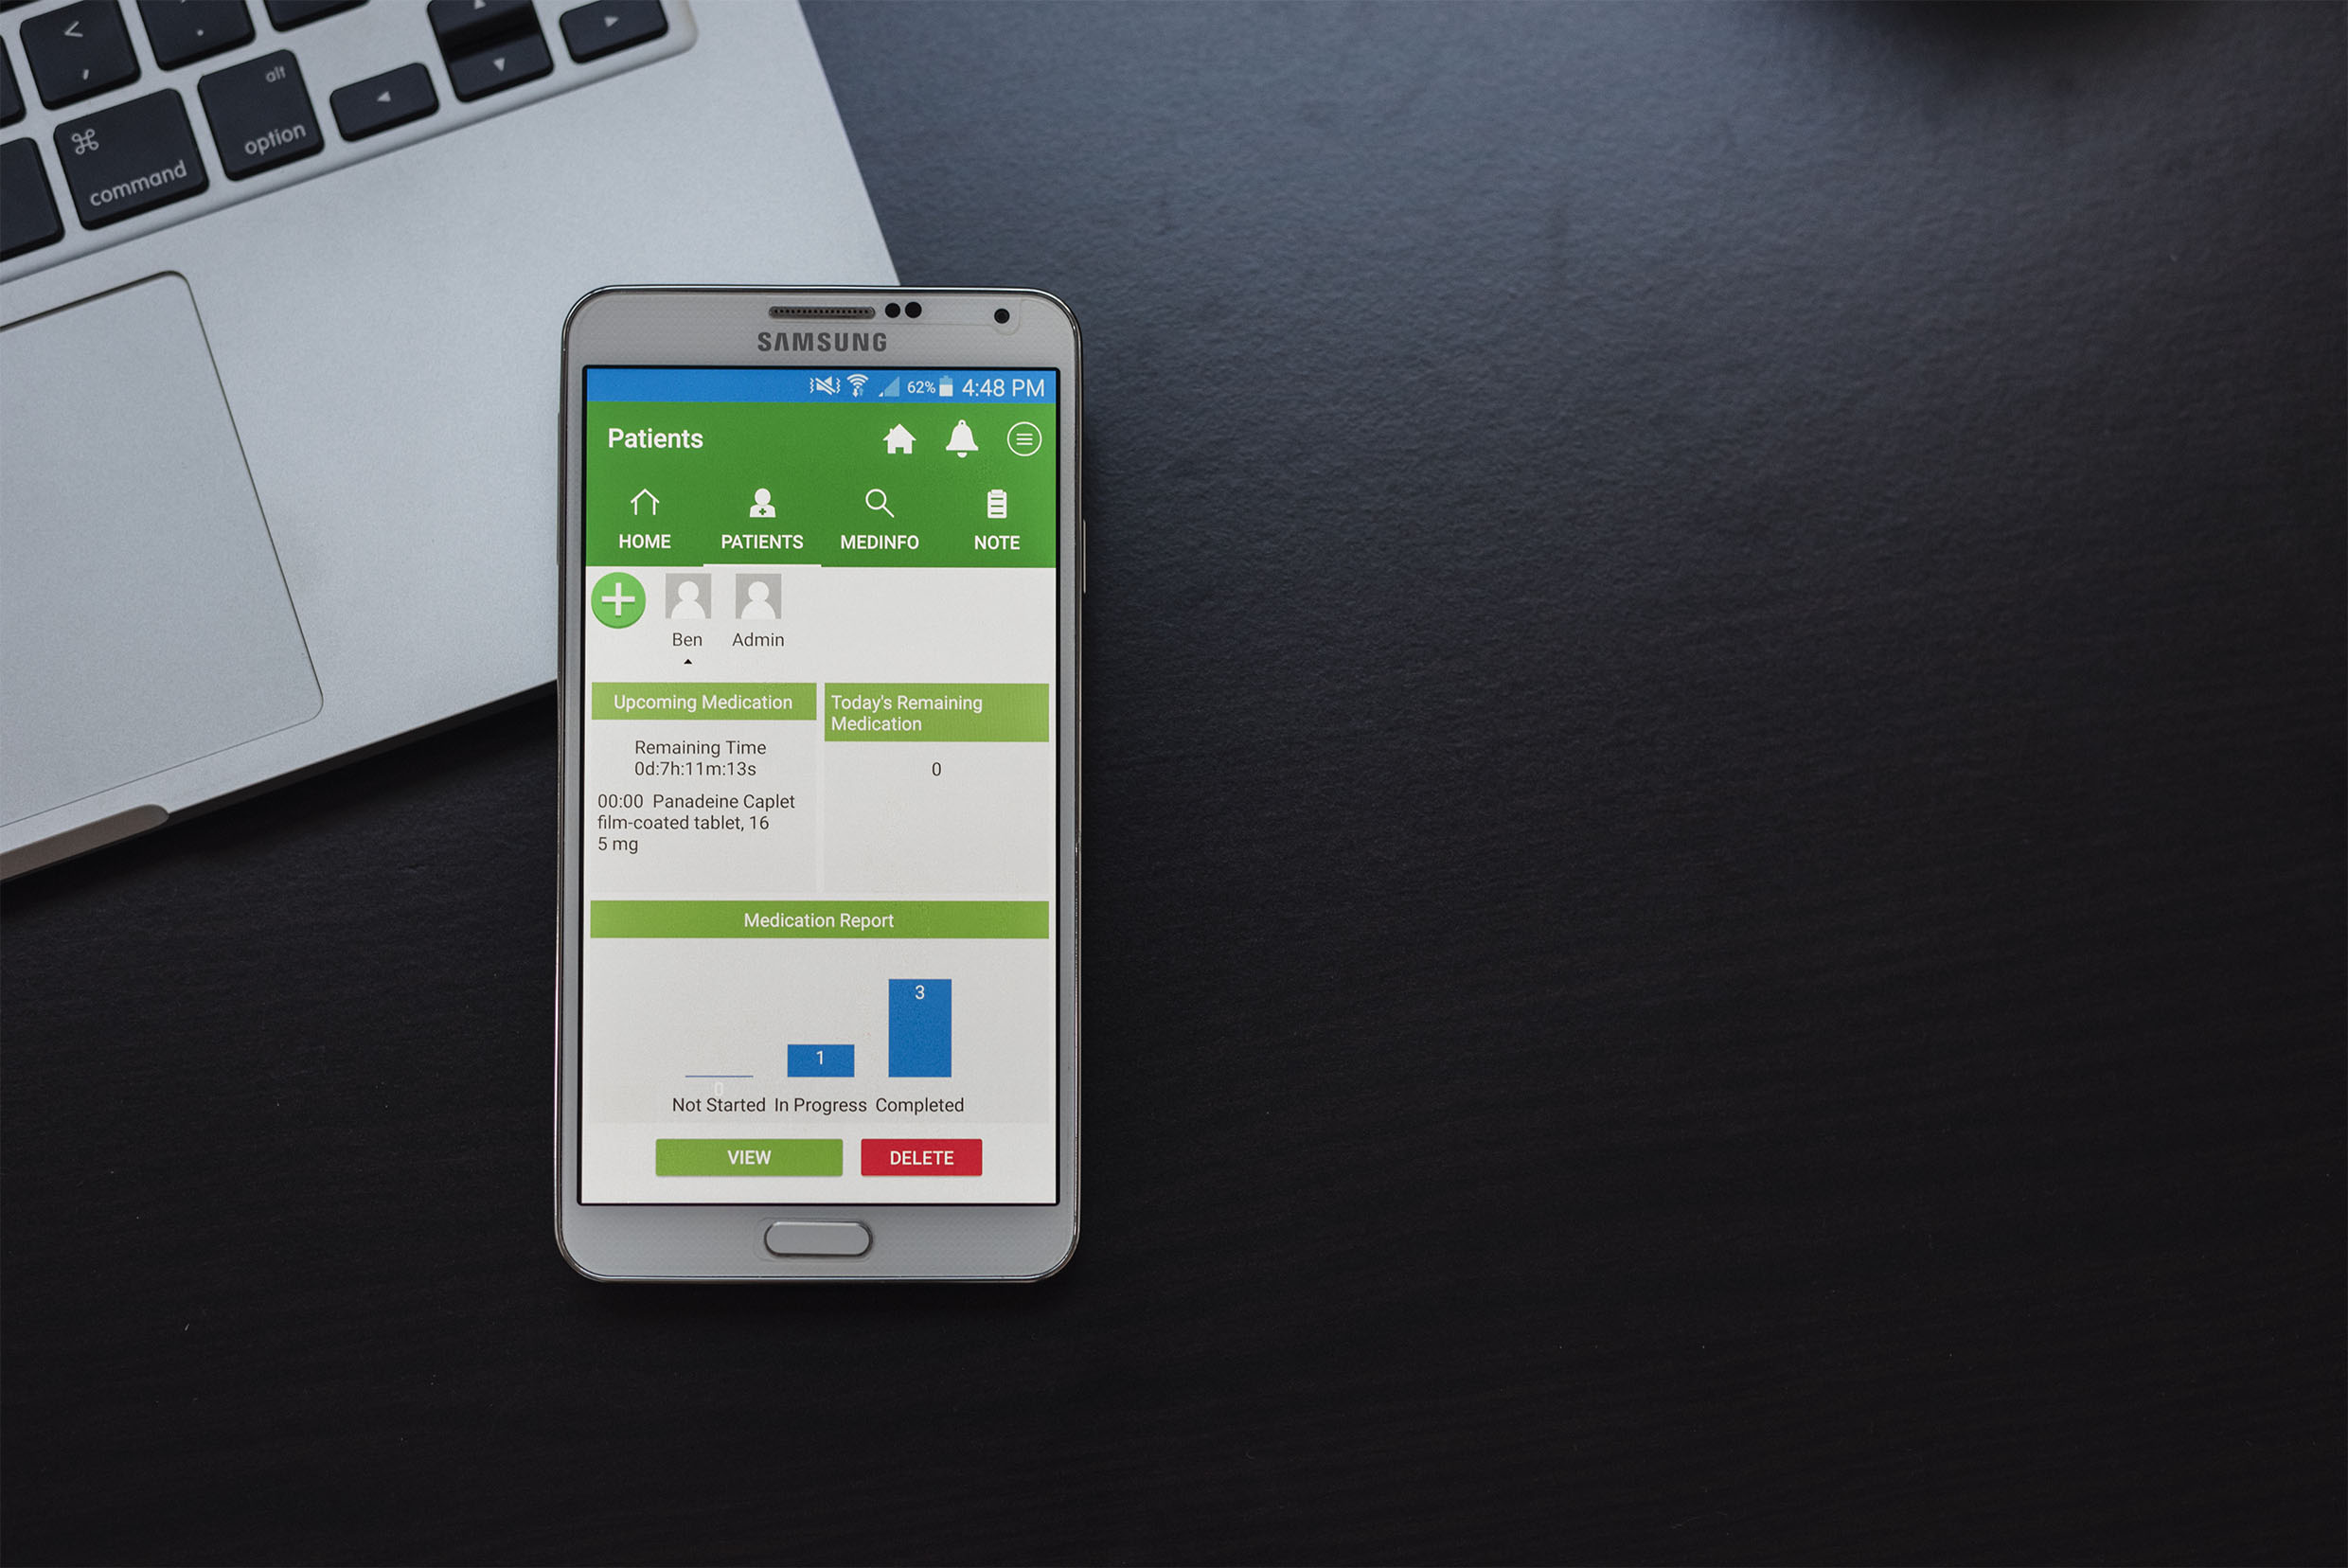 <
,
.
alt
option
⌘
command
SAMSUNG
62% 4:48 PM
Patients
HOME PATIENTS MEDINFO NOTE
Ben Admin
Upcoming Medication
Remaining Time
0d:7h:11m:13s
00:00 Panadeine Caplet
film-coated tablet, 16
5 mg
Today's Remaining
Medication
0
Medication Report
0
1
3
Not Started In Progress Completed
VIEW DELETE